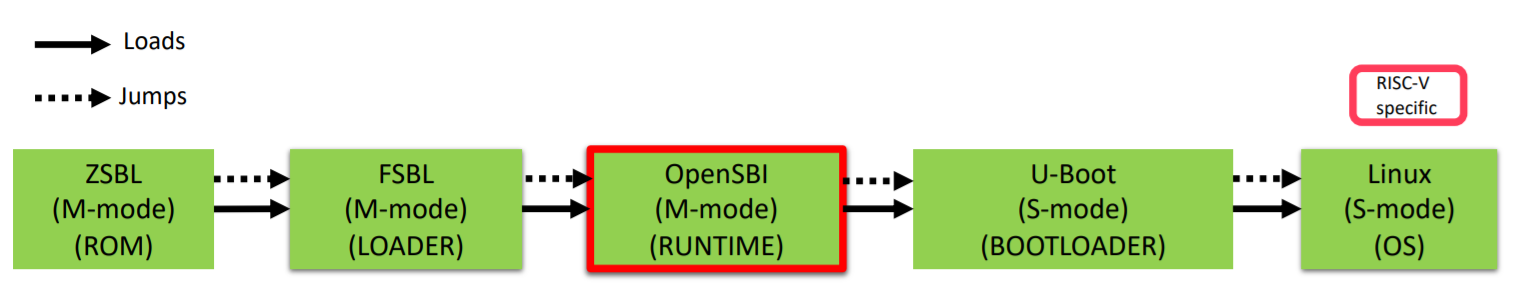 Loads
Jumps
RISC-V
specific
ZSBL
(M-mode)
(ROM)
FSBL
(M-mode)
(LOADER)
OpenSBI
(M-mode)
(RUNTIME)
U-Boot
(S-mode)
(BOOTLOADER)
Linux
(S-mode)
(OS)